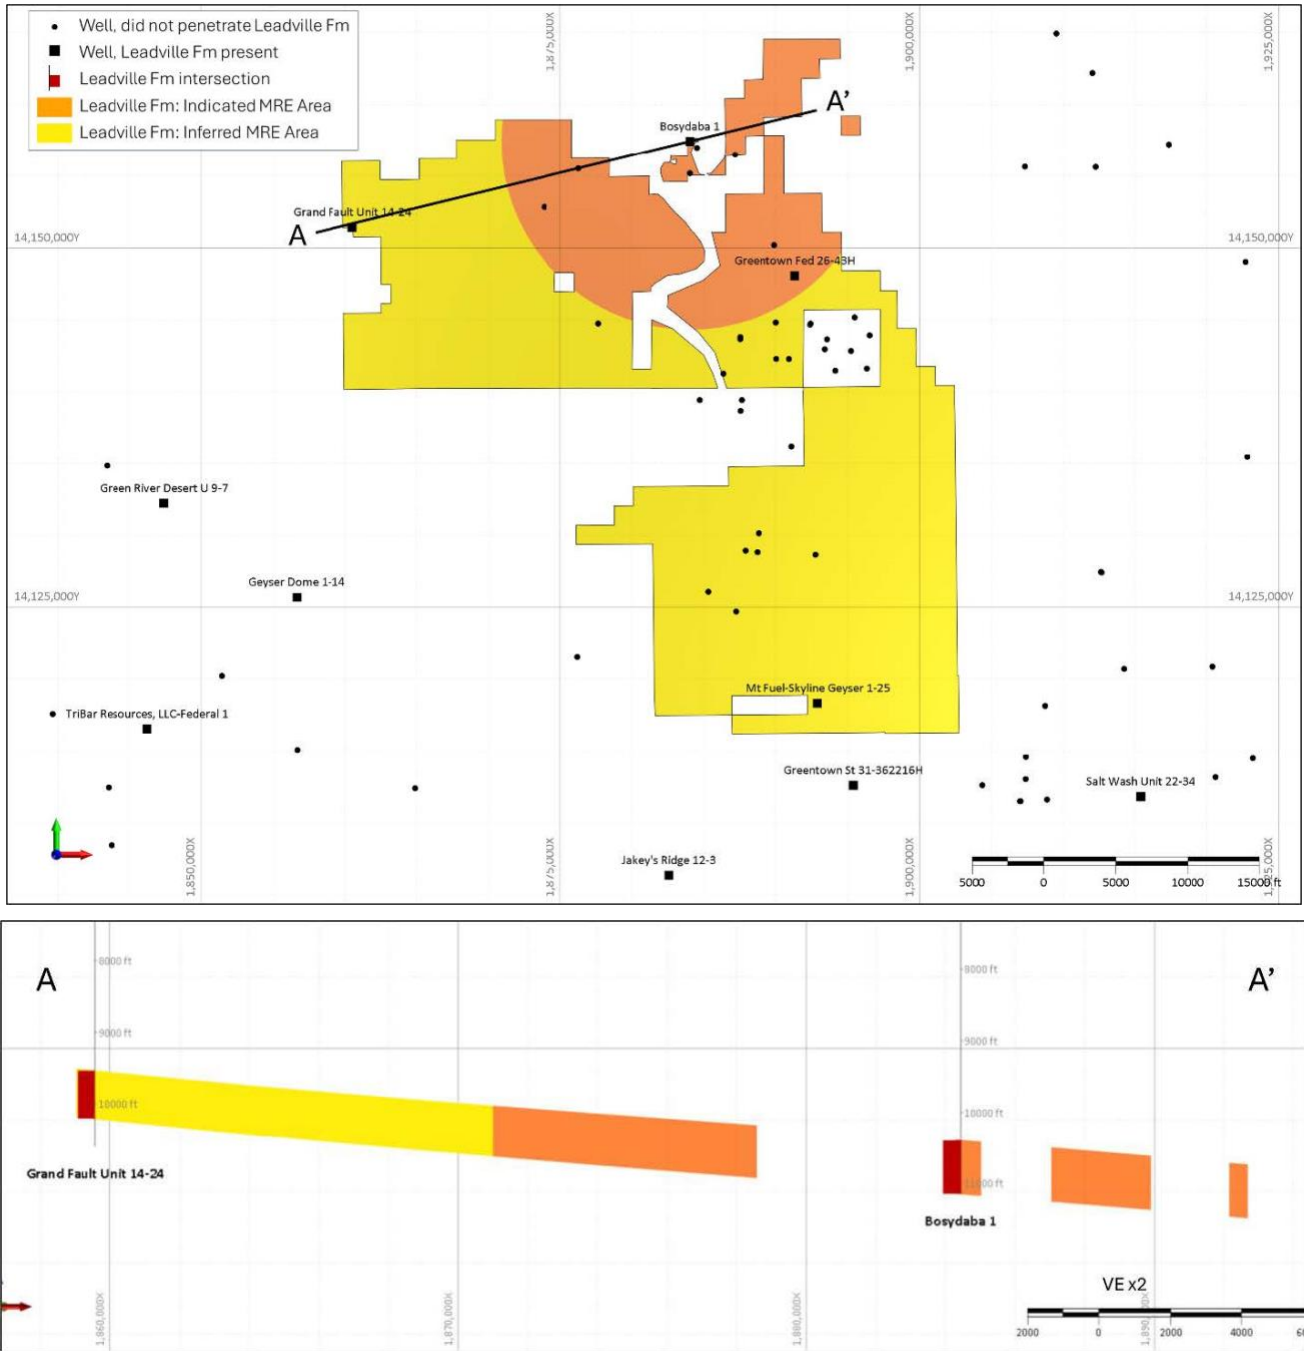 Well, did not penetrate Leadville Fm
Well, Leadville Fm present
Leadville Fm intersection
Leadville Fm: Indicated MRE Area
Leadville Fm: Inferred MRE Area
1,875,000X
1,900,000X
1,925,000X
A'
Bosydaba 1
Grand Fault Unit 14-24
A
14,150,000Y
14,150,000Y
Greentown Fed 26-43H
Green River Desert U 9-7
Geyser Dome 1-14
14,125,000Y
14,125,000Y
Mt Fuel-Skyline Geyser 1-25
TriBar Resources, LLC-Federal 1
Greentown St 31-362216H
Salt Wash Unit 22-34
Jakey's Ridge 12-3
1,850,000X
1,875,000X
1,900,000X
1,925,000X
5000 0 5000 10000 15000 ft
A
A'
8000 ft
8000 ft
9000 ft
9000 ft
10000 ft
10000 ft
11000 ft
Grand Fault Unit 14-24
Bosydaba 1
VE x2
1,860,000X
1,870,000X
1,880,000X
2000 0 2000 4000